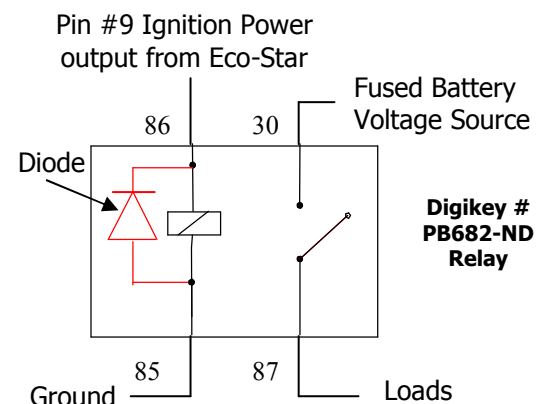 Pin #9 Ignition Power
output from Eco-Star
Fused Battery
Voltage Source
86
30
Diode
Digikey #
PB682-ND
Relay
85
87
Ground
Loads